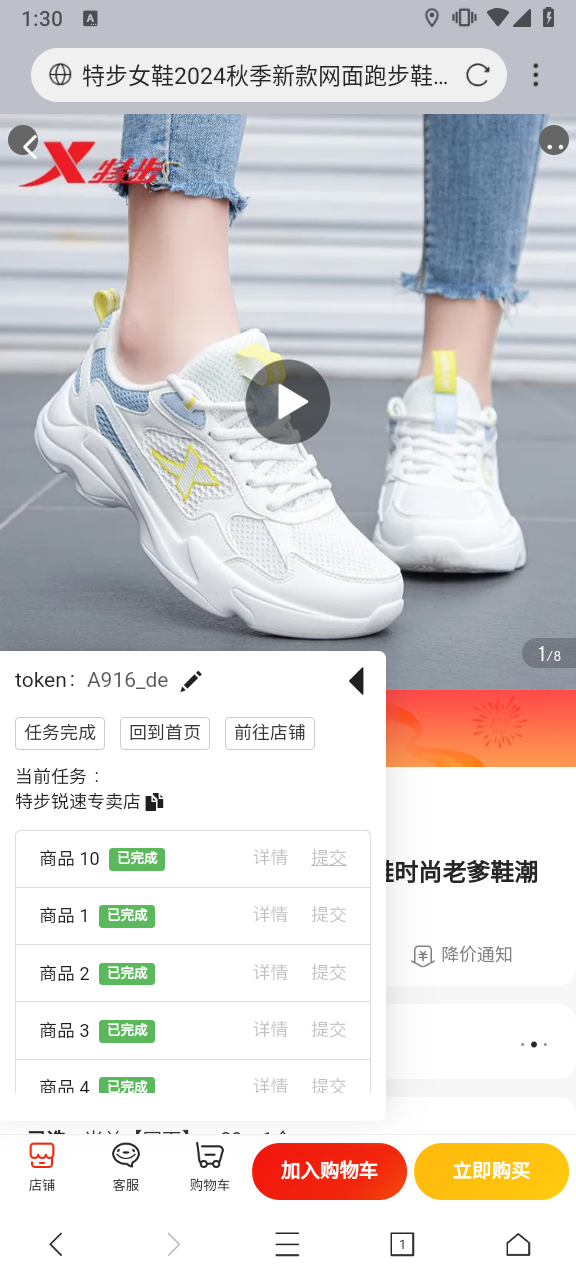 1:30
A
特步女鞋2024秋季新款网面跑步鞋...
X特步
1/8
token： A916_de
任务完成 回到首页 前往店铺
当前任务：
特步锐速专卖店
商品 10 已完成 详情 提交
鞋时尚老爹鞋潮
商品 1 已完成 详情 提交
降价通知
商品 2 已完成 详情 提交
商品 3 已完成 详情 提交
商品 4 已完成 详情 提交
店铺 客服 购物车 加入购物车 立即购买
1